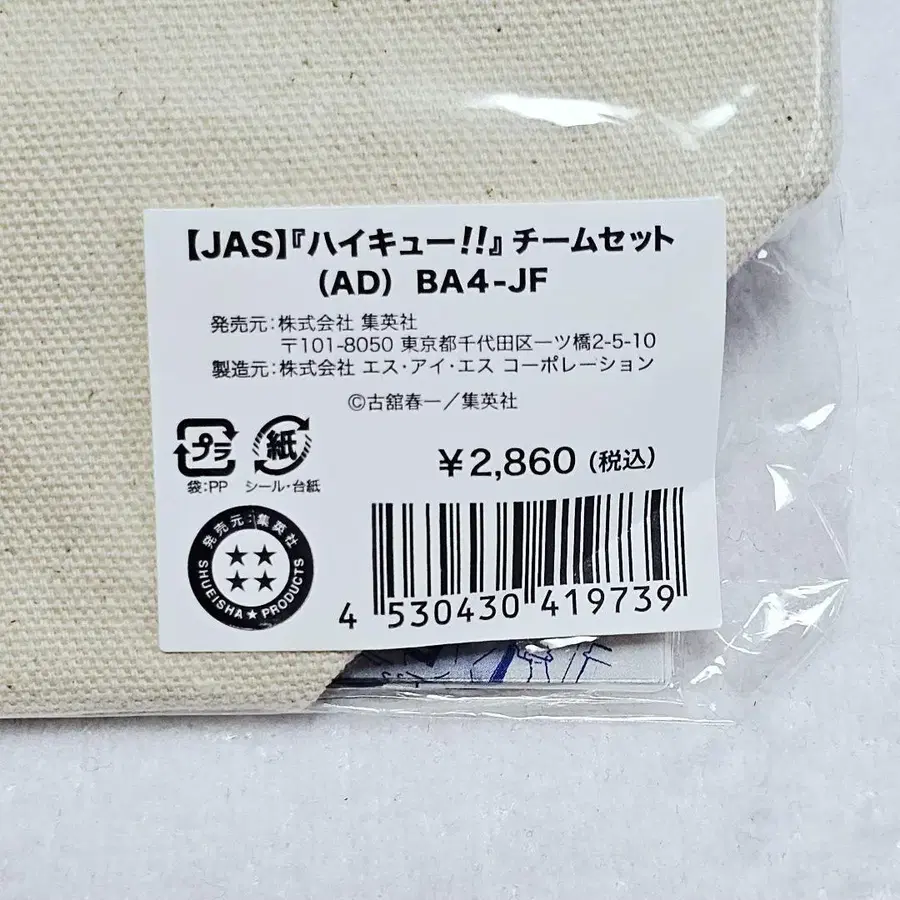 【JAS】『ハイキュー!!』チームセット
(AD) BA4-JF
発売元:株式会社 集英社
〒101-8050 東京都千代田区一ツ橋2-5-10
製造元:株式会社 エス・アイ・エス コーポレーション
©古舘春一/集英社
プラ
袋:PP
紙
シール・台紙
¥2,860 (税込)
発売元:集英社
SHUEISHA★PRODUCTS
4 530430 419739